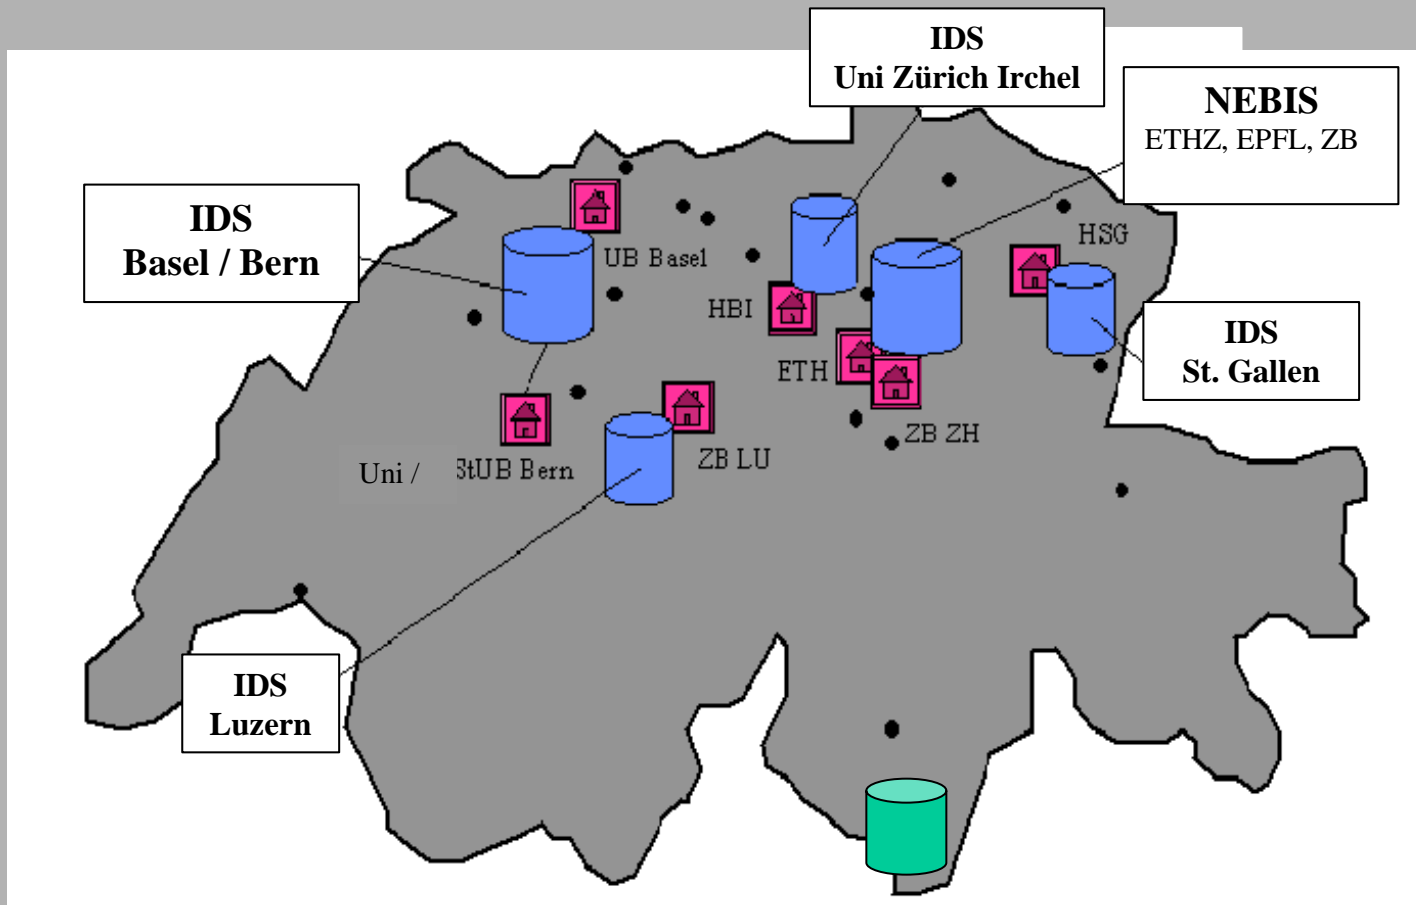 IDS
Uni Zürich Irchel
NEBIS
ETHZ, EPFL, ZB
IDS
Basel / Bern
UB Basel
HSG
HBI
IDS
St. Gallen
ETH
ZB ZH
ZB LU
Uni / StUB Bern
IDS
Luzern